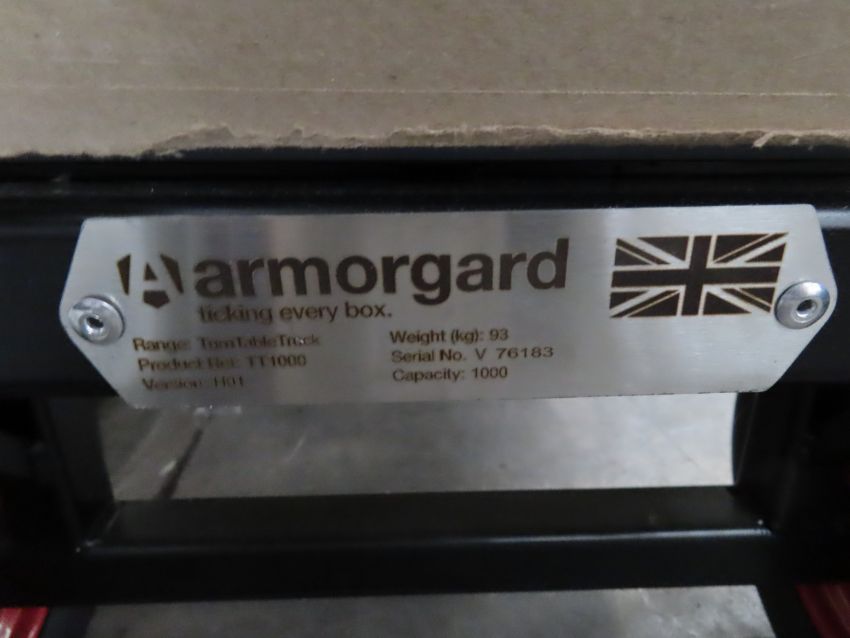 armorgard
ticking every box.
Range: TurnTableTruck
Product Ref: TT1000
Version: H01
Weight (kg): 93
Serial No. V 76183
Capacity: 1000